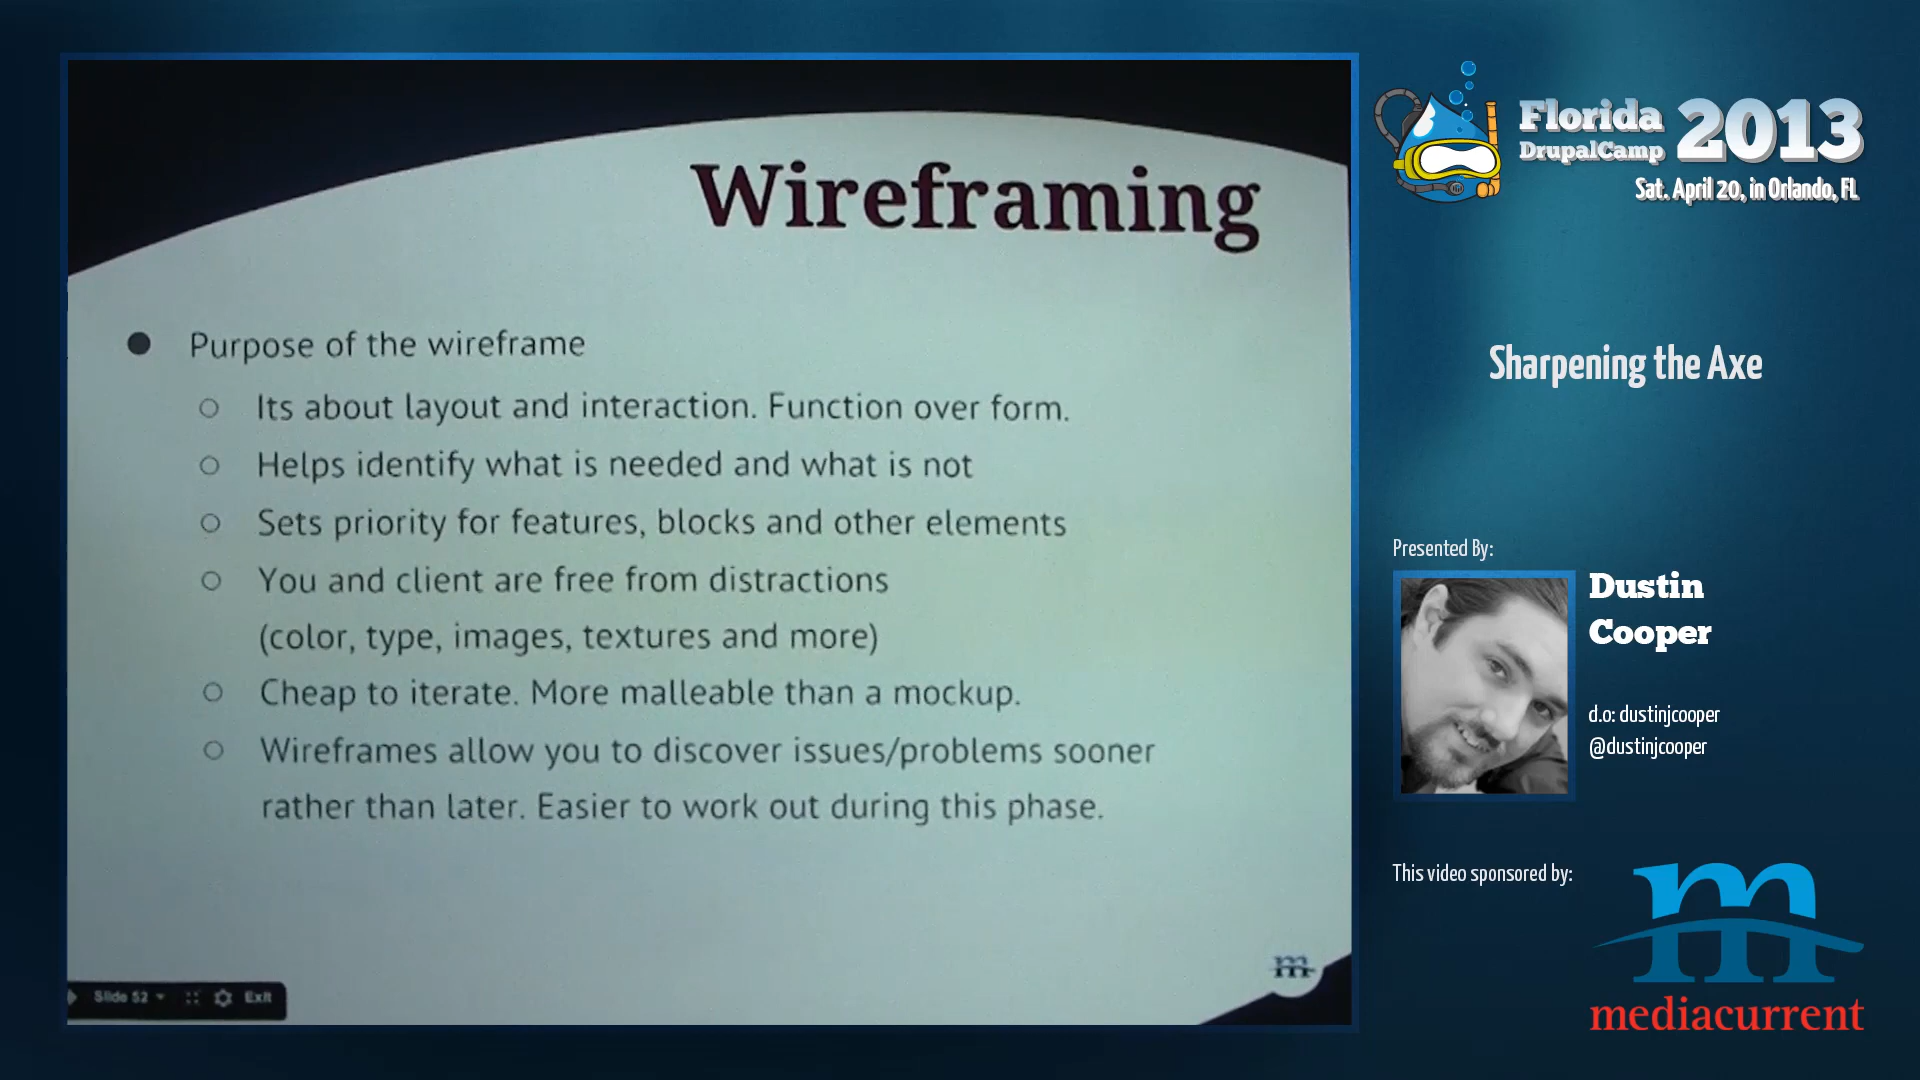 Wireframing
Purpose of the wireframe
Its about layout and interaction. Function over form.
Helps identify what is needed and what is not
Sets priority for features, blocks and other elements
You and client are free from distractions
(color, type, images, textures and more)
Cheap to iterate. More malleable than a mockup.
Wireframes allow you to discover issues/problems sooner
rather than later. Easier to work out during this phase.
m
Slide 52 Exit
Florida
DrupalCamp 2013
Sat. April 20, in Orlando, FL
Sharpening the Axe
Presented By:
Dustin
Cooper
d.o: dustinjcooper
@dustinjcooper
This video sponsored by:
m
mediacurrent